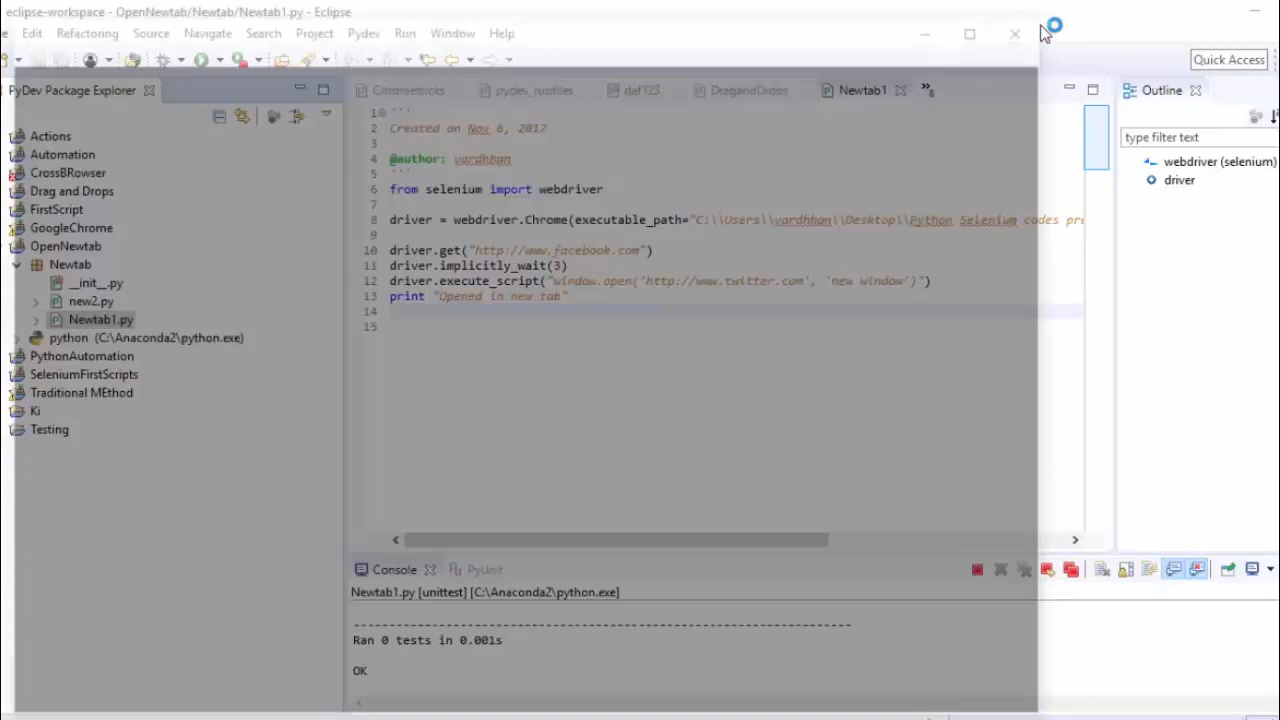 eclipse-workspace - OpenNewtab/Newtab/Newtab1.py - Eclipse
Edit Refactoring Source Navigate Search Project Pydev Run Window Help
Quick Access
PyDev Package Explorer
Actions
Automation
CrossBRowser
Drag and Drops
FirstScript
GoogleChrome
OpenNewtab
Newtab
__init__.py
new2.py
Newtab1.py
python (C:\Anaconda2\python.exe)
PythonAutomation
SeleniumFirstScripts
Traditional MEthod
Ki
Testing
Chrometricks pydev_runfiles def123 DragandDrops Newtab1
1 '''
2 Created on Nov 6, 2017
3
4 @author: vardhhan
5 '''
6 from selenium import webdriver
7
8 driver = webdriver.Chrome(executable_path="C:\\Users\\vardhhan\\Desktop\\Python Selenium codes pr
9
10 driver.get("http://www.facebook.com")
11 driver.implicitly_wait(3)
12 driver.execute_script("window.open('http://www.twitter.com', 'new window')")
13 print "Opened in new tab"
14
15
Outline
type filter text
webdriver (selenium)
driver
Console PyUnit
Newtab1.py [unittest] [C:\Anaconda2\python.exe]
----------------------------------------------------------------------
Ran 0 tests in 0.001s
OK